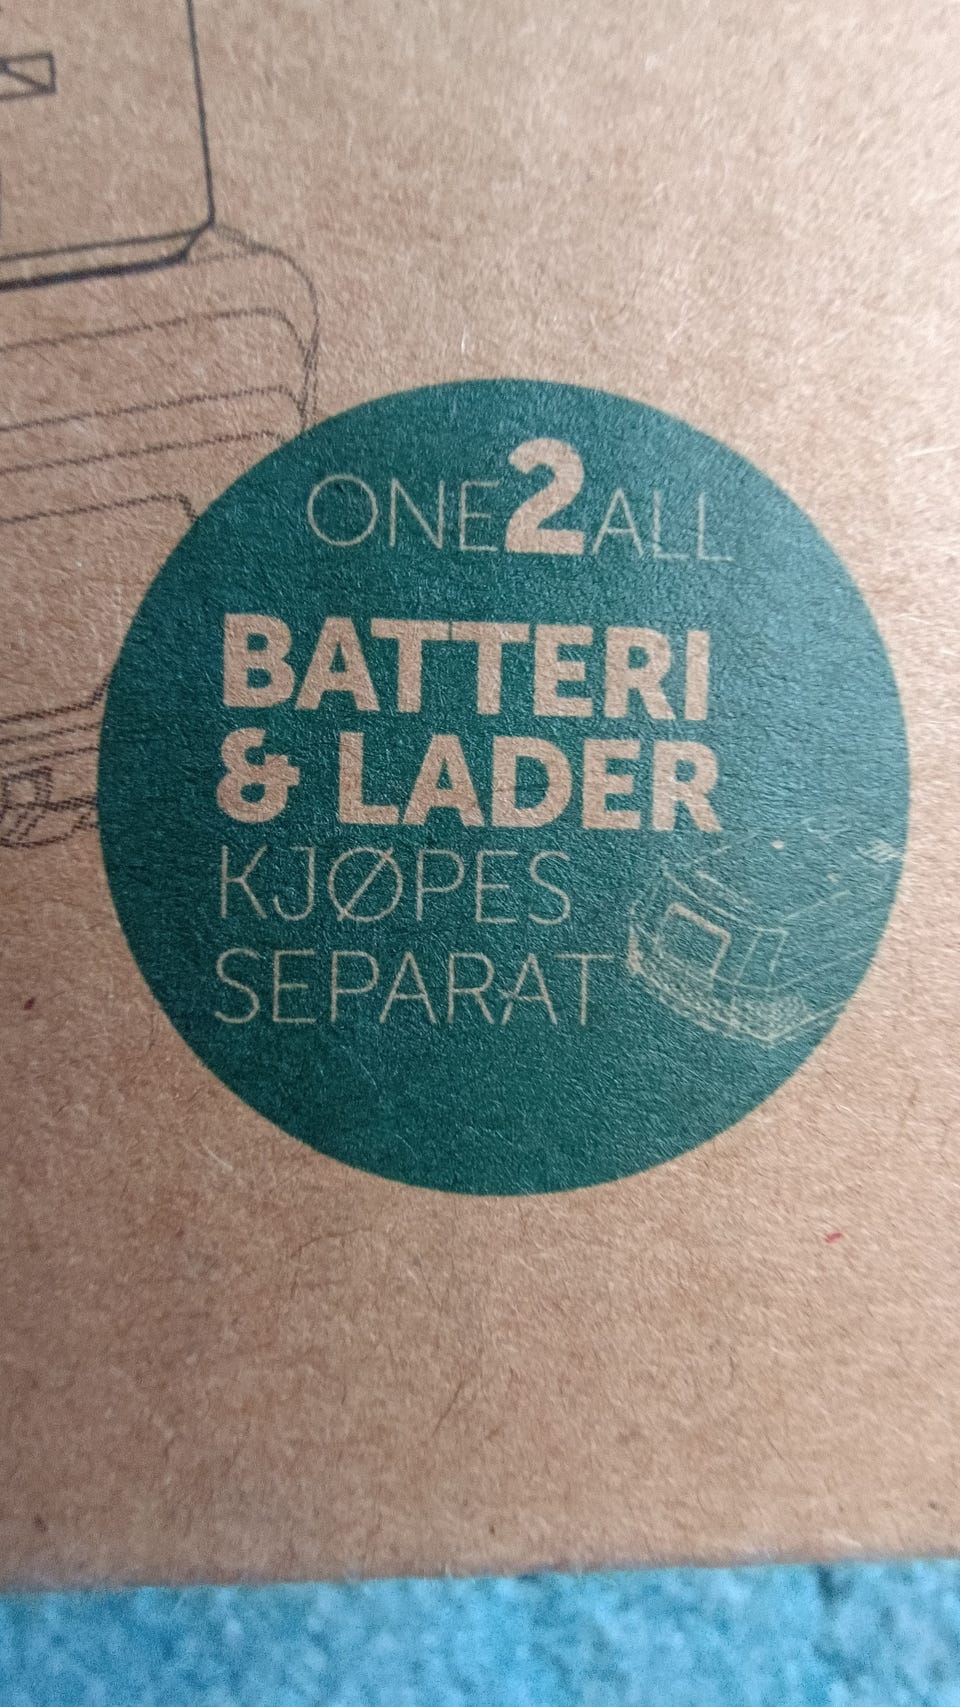 ONE2ALL
BATTERI
& LADER
KJØPES
SEPARAT